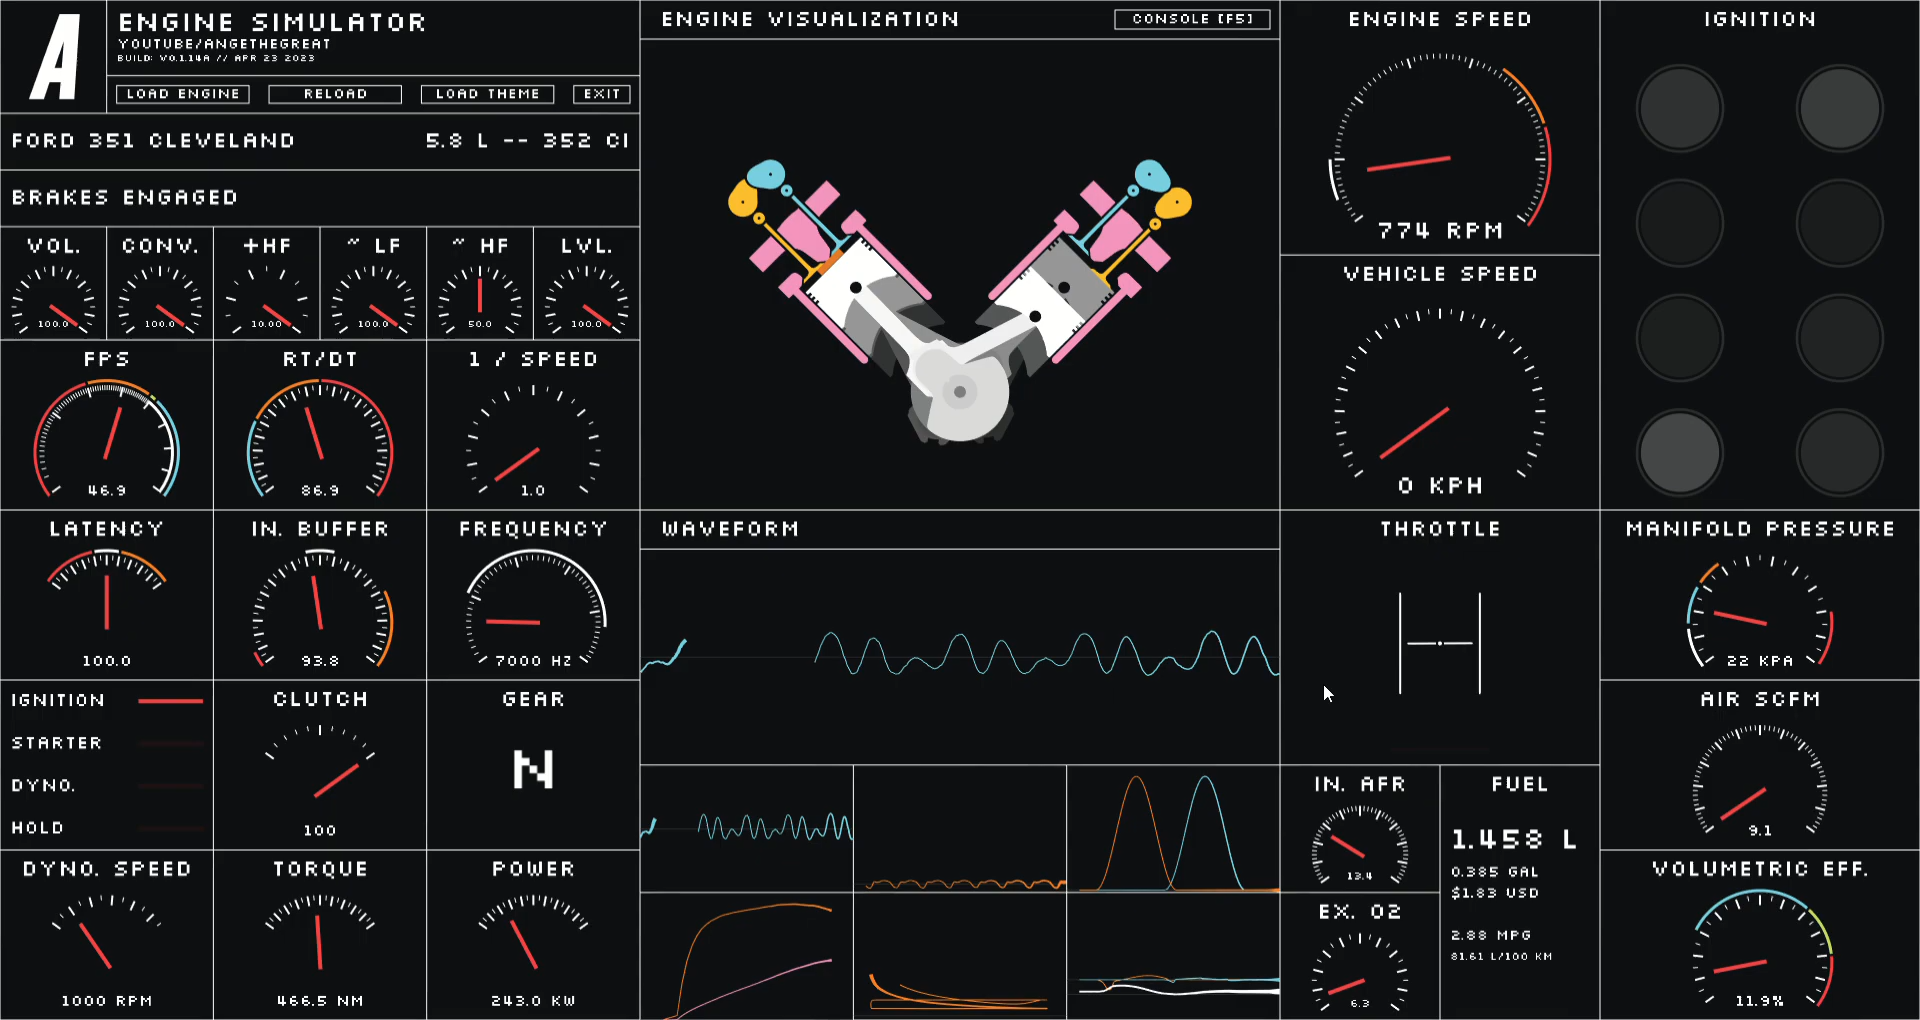 A
ENGINE SIMULATOR
YOUTUBE/ANGETHEGREAT
BUILD: V0.1.14A // APR 23 2023
LOAD ENGINE
RELOAD
LOAD THEME
EXIT
FORD 351 CLEVELAND
5.8 L -- 352 CI
BRAKES ENGAGED
VOL.
100.0
CONV.
100.0
+HF
10.00
~ LF
100.0
~ HF
50.0
LVL.
100.0
FPS
46.9
RT/DT
86.9
1 / SPEED
1.0
LATENCY
100.0
IN. BUFFER
93.8
FREQUENCY
7000 HZ
IGNITION
STARTER
DYNO.
HOLD
CLUTCH
100
GEAR
N
DYNO. SPEED
1000 RPM
TORQUE
466.5 NM
POWER
243.0 KW
ENGINE VISUALIZATION
CONSOLE [F5]
WAVEFORM
ENGINE SPEED
774 RPM
VEHICLE SPEED
0 KPH
THROTTLE
IN. AFR
13.4
EX. O2
6.3
FUEL
1.458 L
0.385 GAL
$1.83 USD
2.88 MPG
81.61 L/100 KM
IGNITION
MANIFOLD PRESSURE
22 KPA
AIR SCFM
9.1
VOLUMETRIC EFF.
11.9%